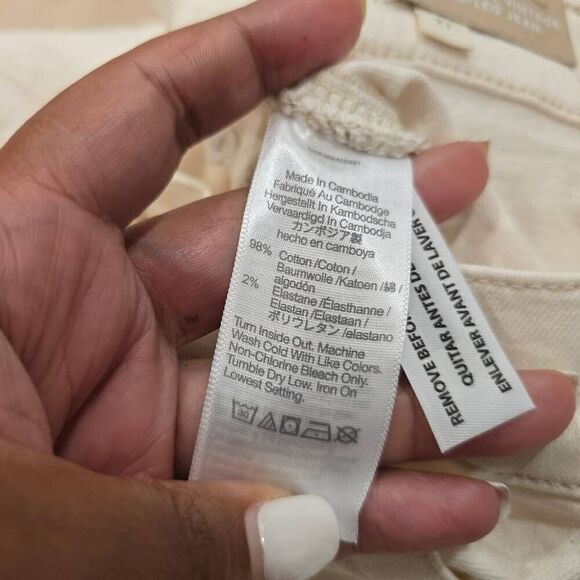 Made In Cambodia
Fabriqué Au Cambodge
Hergestellt In Kambodscha
Vervaardigd In Cambodja
カンボジア製
hecho en camboya
98% Cotton /Coton /
Baumwolle /Katoen /綿 /
algodón
2% Elastane /Élasthanne /
Elastan /Elastaan /
ポリウレタン /elastano
Turn Inside Out. Machine
Wash Cold With Like Colors.
Non-Chlorine Bleach Only.
Tumble Dry Low. Iron On
Lowest Setting.
30
REMOVE BEFO
QUITAR ANTES DE
ENLEVER AVANT DE LAVER